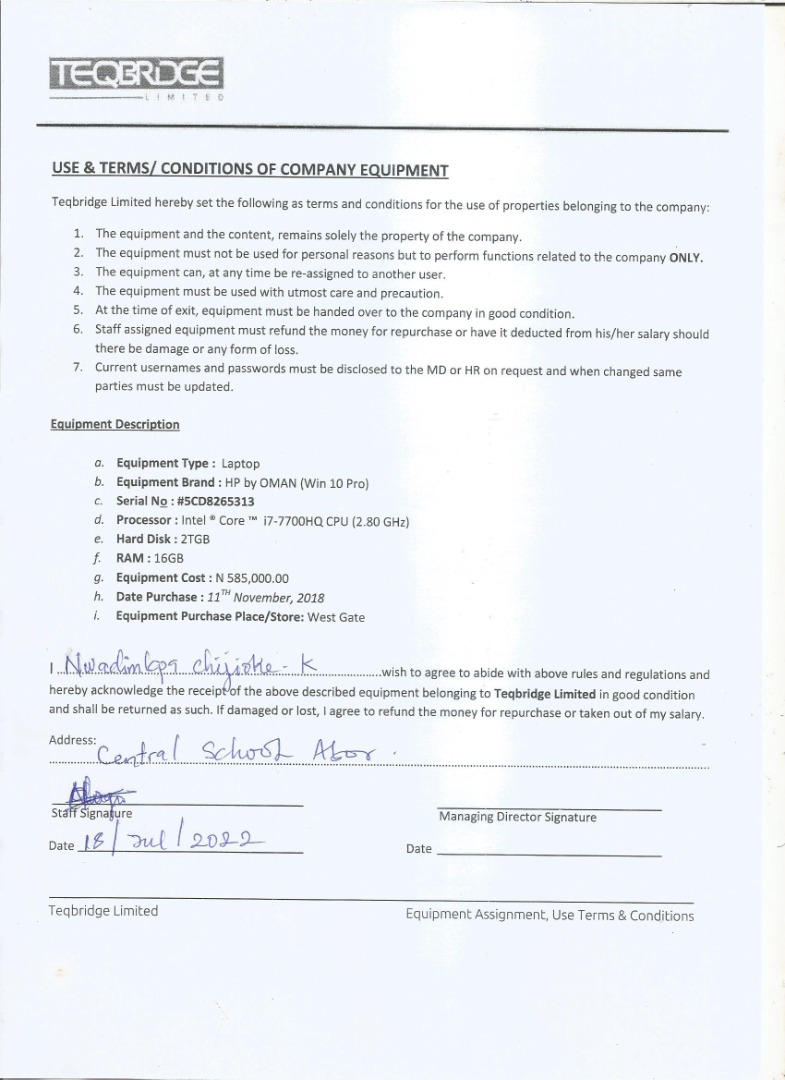 TEQBRIDGE
LIMITED
USE & TERMS/ CONDITIONS OF COMPANY EQUIPMENT
Teqbridge Limited hereby set the following as terms and conditions for the use of properties belonging to the company:
1. The equipment and the content, remains solely the property of the company.
2. The equipment must not be used for personal reasons but to perform functions related to the company ONLY.
3. The equipment can, at any time be re-assigned to another user.
4. The equipment must be used with utmost care and precaution.
5. At the time of exit, equipment must be handed over to the company in good condition.
6. Staff assigned equipment must refund the money for repurchase or have it deducted from his/her salary should
there be damage or any form of loss.
7. Current usernames and passwords must be disclosed to the MD or HR on request and when changed same
parties must be updated.
Equipment Description
a. Equipment Type : Laptop
b. Equipment Brand : HP by OMAN (Win 10 Pro)
c. Serial No : #5CD8265313
d. Processor : Intel ® Core ™ i7-7700HQ CPU (2.80 GHz)
e. Hard Disk : 2TGB
f. RAM : 16GB
g. Equipment Cost : N 585,000.00
h. Date Purchase : 11TH November, 2018
i. Equipment Purchase Place/Store: West Gate
I Nwadinkpa chijioke - K wish to agree to abide with above rules and regulations and
hereby acknowledge the receipt of the above described equipment belonging to Teqbridge Limited in good condition
and shall be returned as such. If damaged or lost, I agree to refund the money for repurchase or taken out of my salary.
Address: Central School Abor.
Staff Signature
Managing Director Signature
Date 18/Jul/2022
Date
Teqbridge Limited
Equipment Assignment, Use Terms & Conditions